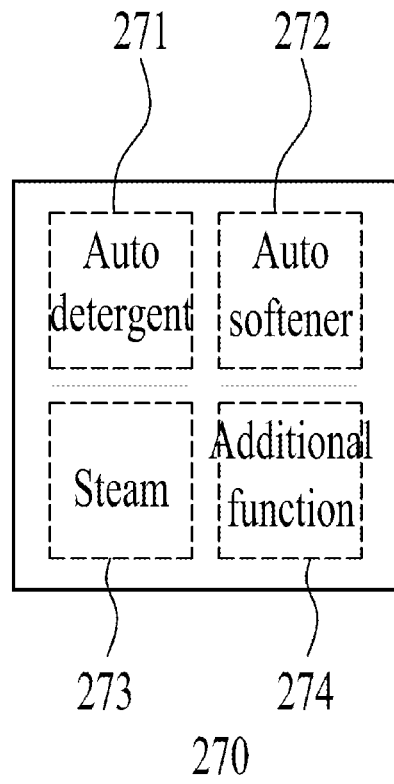 271 272
Auto detergent
Auto softener
Steam
Additional function
273 274
270